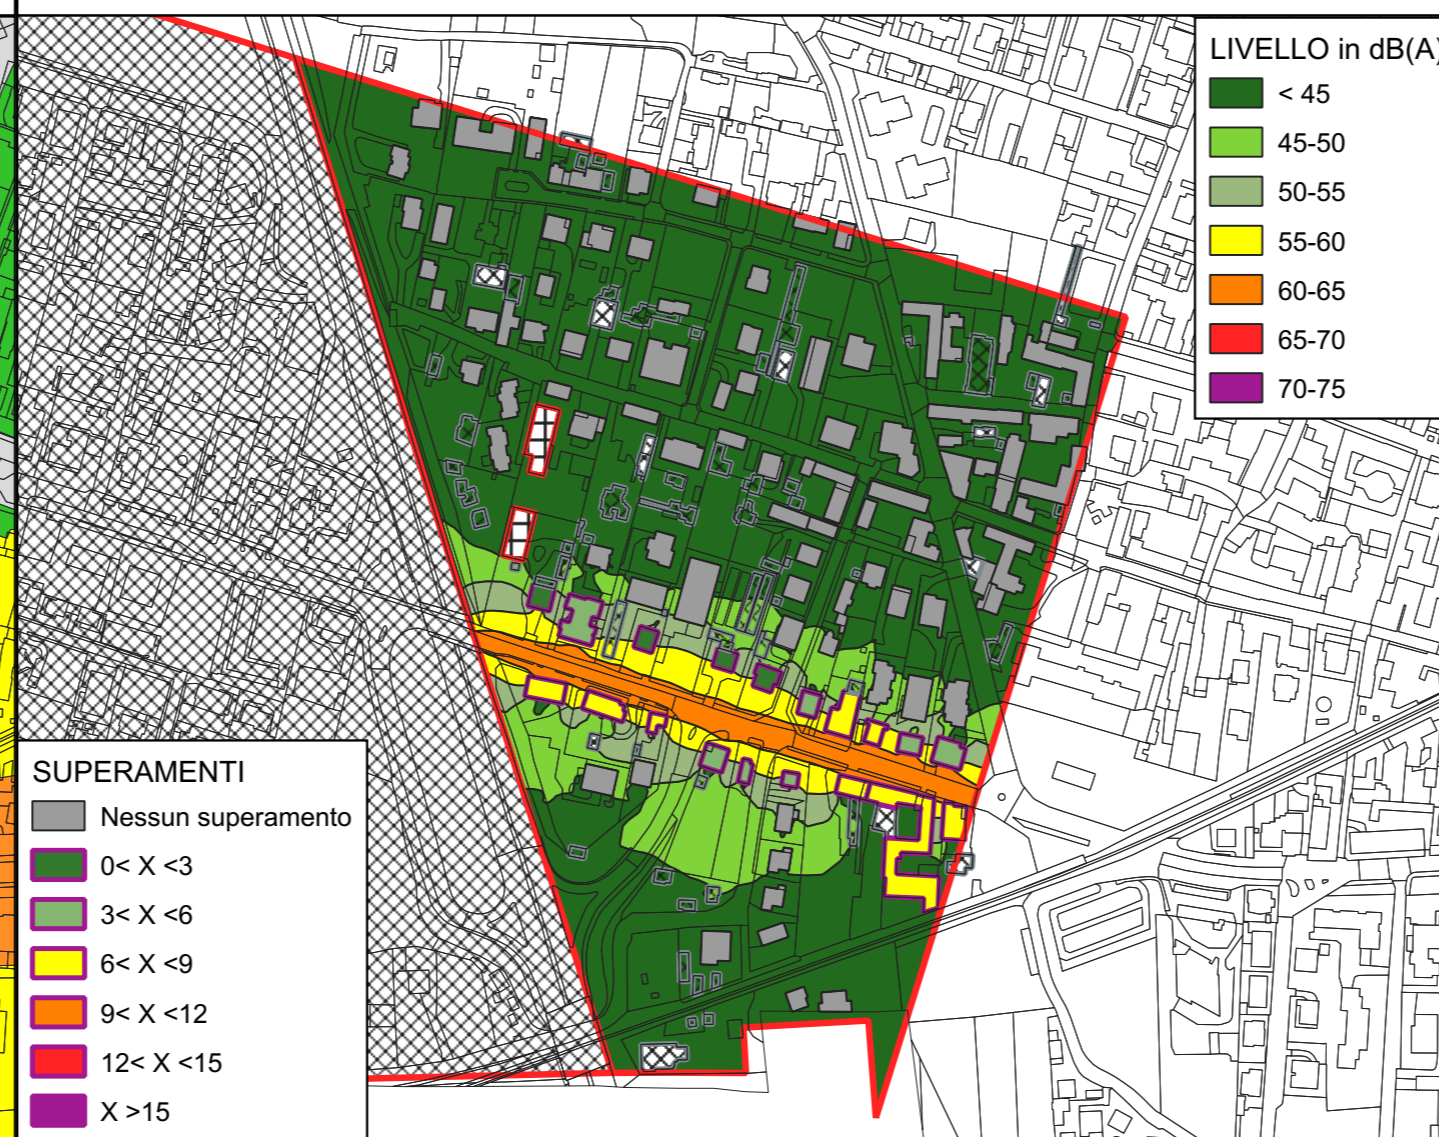 LIVELLO in dB(A)
< 45
45-50
50-55
55-60
60-65
65-70
70-75
SUPERAMENTI
Nessun superamento
0< X <3
3< X <6
6< X <9
9< X <12
12< X <15
X >15